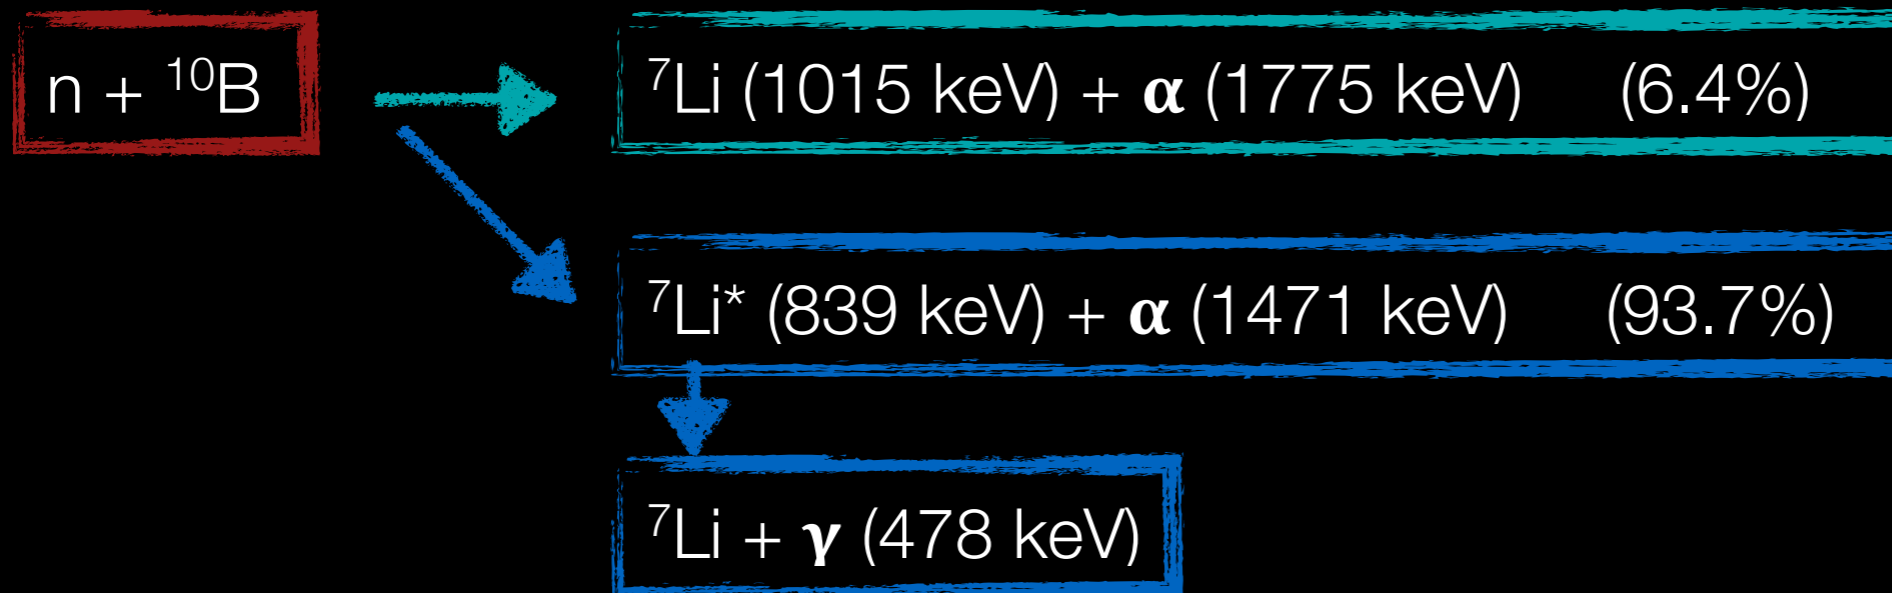 n + ¹⁰B
⁷Li (1015 keV) + α (1775 keV) (6.4%)
⁷Li* (839 keV) + α (1471 keV) (93.7%)
⁷Li + γ (478 keV)